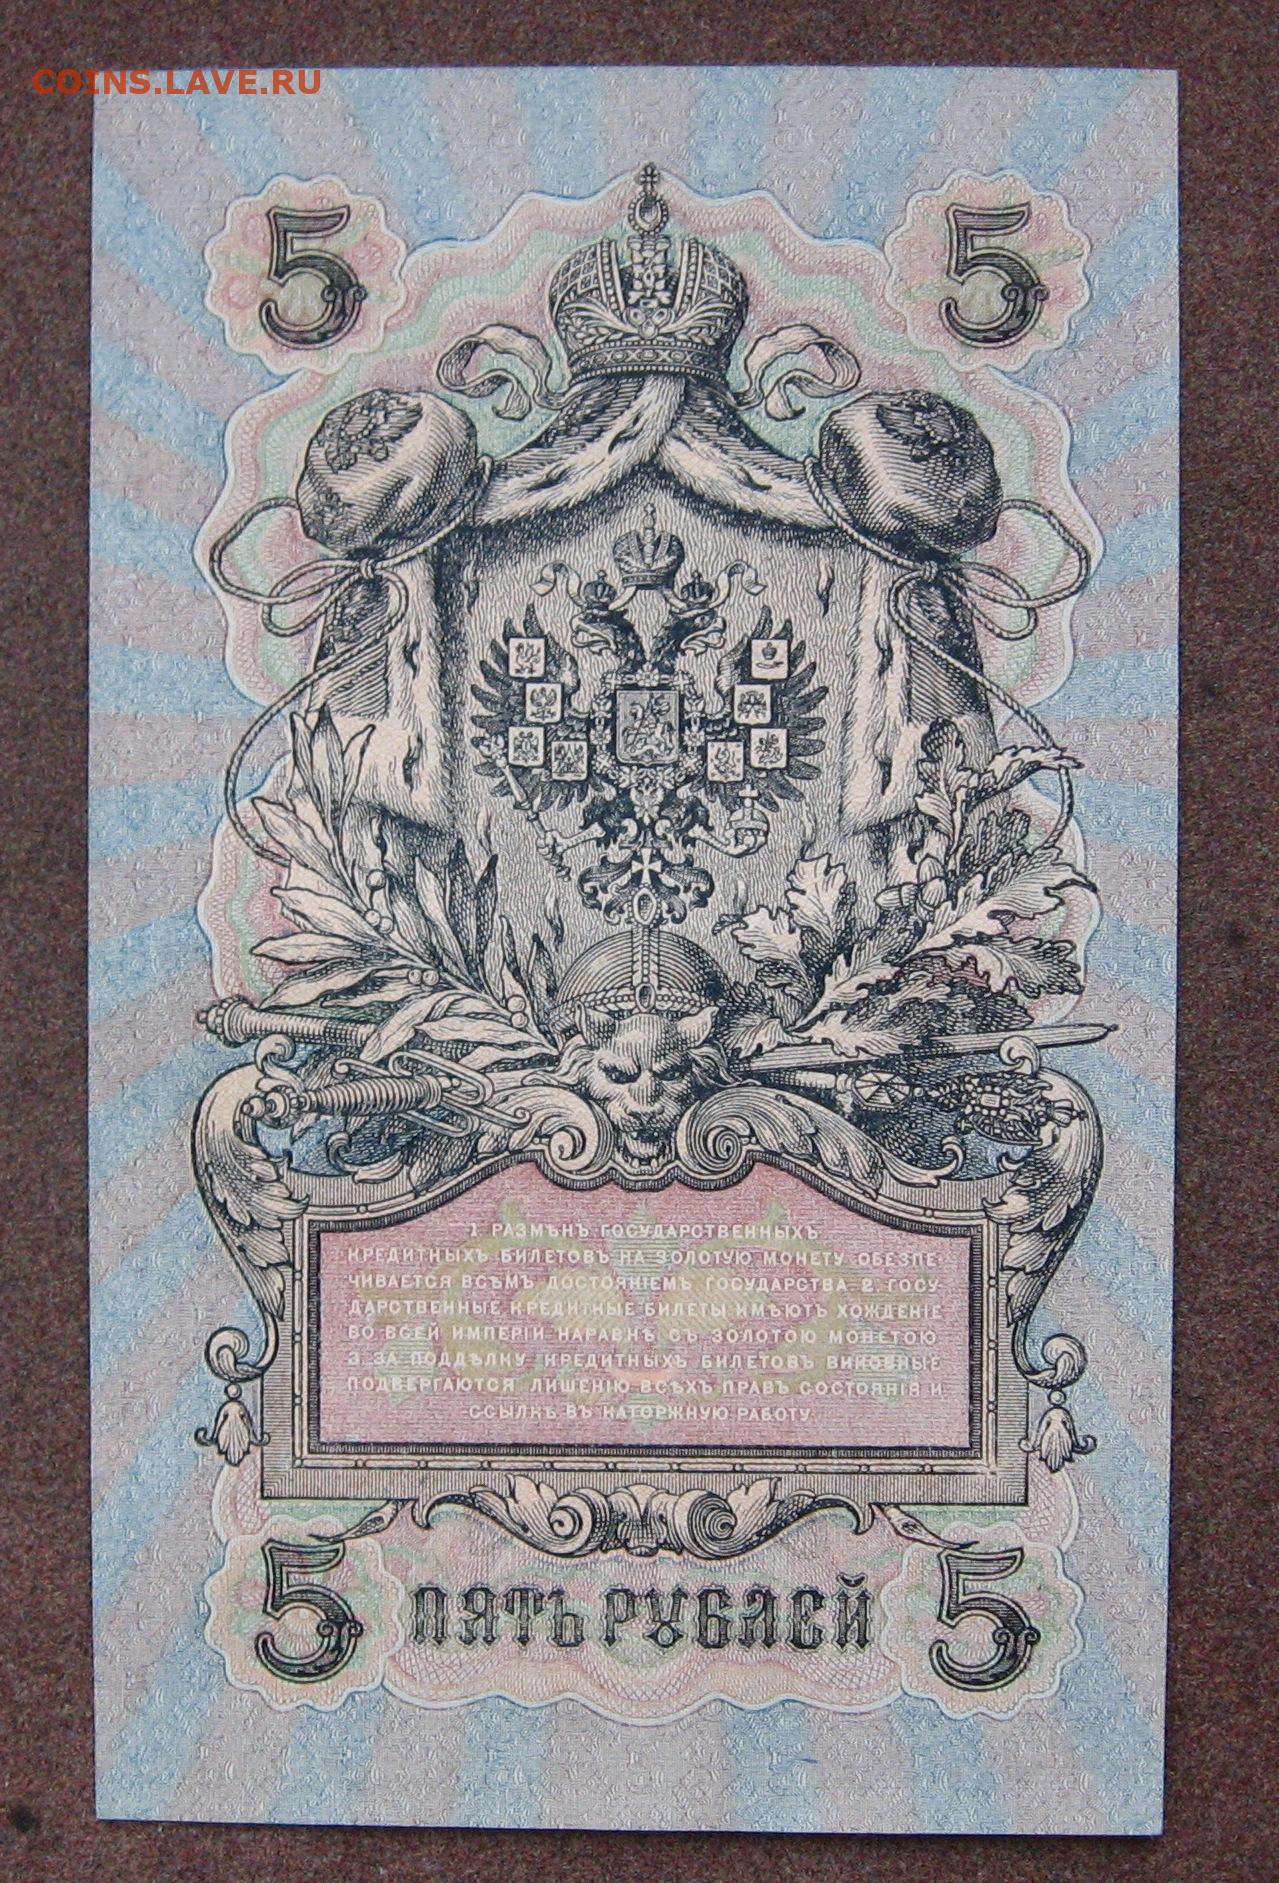 COINS.LAVE.RU
5 5
1. РАЗМѢНЪ ГОСУДАРСТВЕННЫХЪ
КРЕДИТНЫХЪ БИЛЕТОВЪ НА ЗОЛОТУЮ МОНЕТУ ОБЕЗПЕ-
ЧИВАЕТСЯ ВСѢМЪ ДОСТОЯНІЕМЪ ГОСУДАРСТВА. 2. ГОСУ-
ДАРСТВЕННЫЕ КРЕДИТНЫЕ БИЛЕТЫ ИМѢЮТЪ ХОЖДЕНІЕ
ВО ВСЕЙ ИМПЕРІИ НАРАВНѢ СЪ ЗОЛОТОЮ МОНЕТОЮ.
3. ЗА ПОДДѢЛКУ КРЕДИТНЫХЪ БИЛЕТОВЪ ВИНОВНЫЕ
ПОДВЕРГАЮТСЯ ЛИШЕНІЮ ВСѢХЪ ПРАВЪ СОСТОЯНІЯ И
ССЫЛКѢ ВЪ КАТОРЖНУЮ РАБОТУ.
5 ПЯТЬ РУБЛЕЙ 5